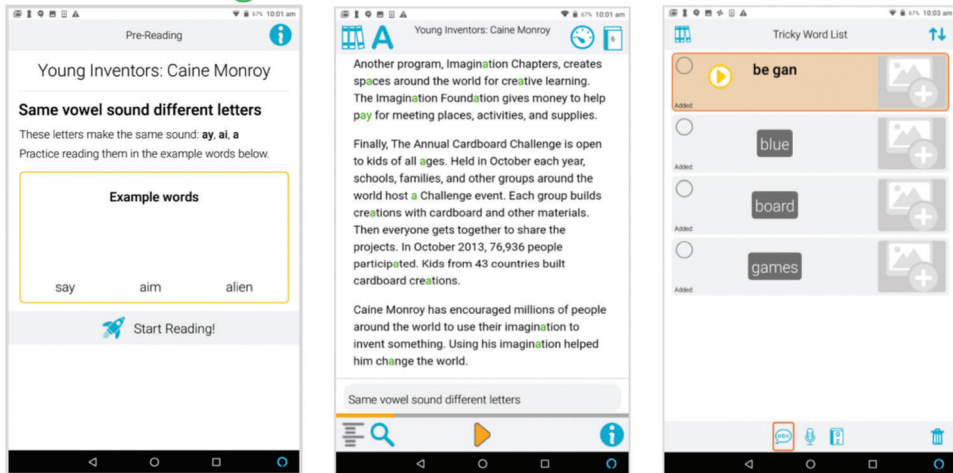 67% 10:01 am
Pre-Reading
Young Inventors: Caine Monroy
Same vowel sound different letters
These letters make the same sound: ay, ai, a
Practice reading them in the example words below.
Example words
say aim alien
Start Reading!
67% 10:01 am
A Young Inventors: Caine Monroy 6
Another program, Imagination Chapters, creates
spaces around the world for creative learning.
The Imagination Foundation gives money to help
pay for meeting places, activities, and supplies.
Finally, The Annual Cardboard Challenge is open
to kids of all ages. Held in October each year,
schools, families, and other groups around the
world host a Challenge event. Each group builds
creations with cardboard and other materials.
Then everyone gets together to share the
projects. In October 2013, 76,936 people
participated. Kids from 43 countries built
cardboard creations.
Caine Monroy has encouraged millions of people
around the world to use their imagination to
invent something. Using his imagination helped
him change the world.
Same vowel sound different letters
67% 10:03 am
Tricky Word List
be gan
Added:
blue
Added:
board
Added:
games
Added:
abc